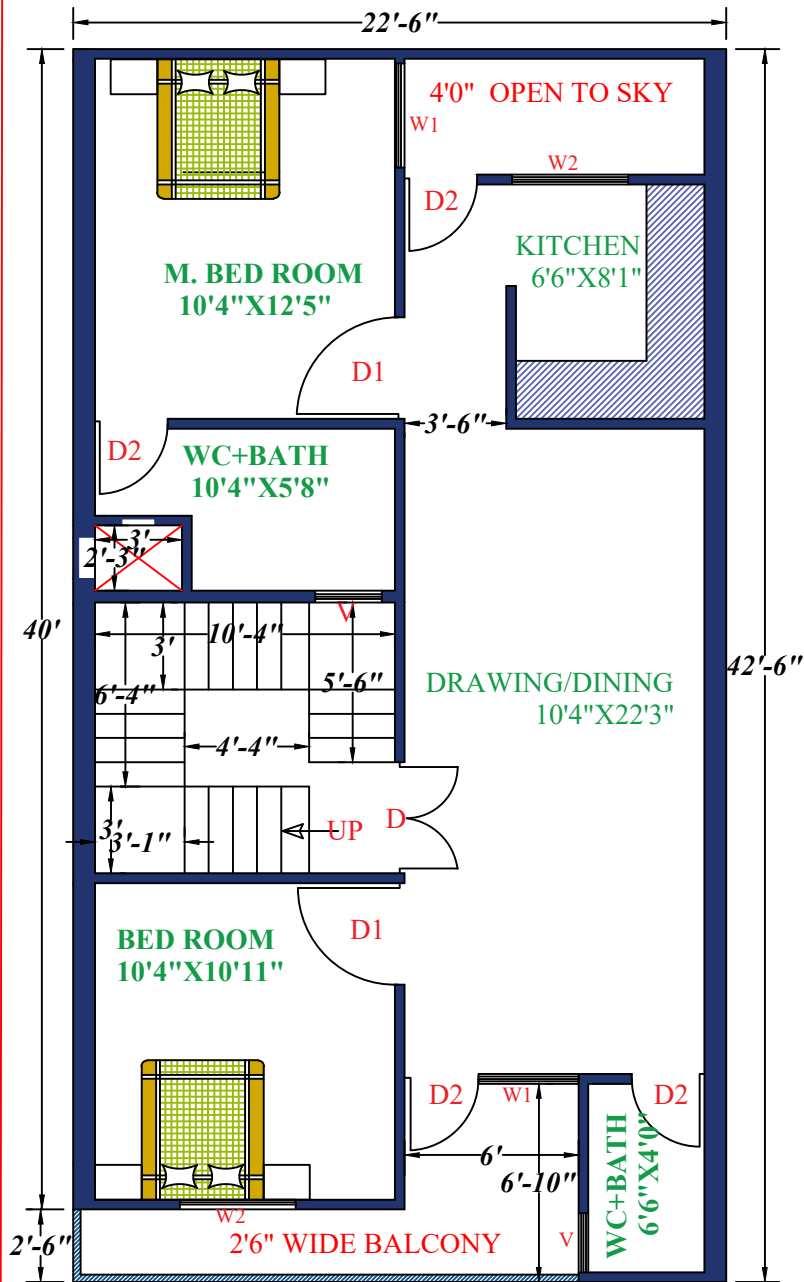 22'-6"
4'0" OPEN TO SKY
W1
W2
D2
KITCHEN
6'6"X8'1"
M. BED ROOM
10'4"X12'5"
D1
3'-6"
D2
WC+BATH
10'4"X5'8"
3'
2'-3"
V
40'
10'-4"
3'
6'-4"
5'-6"
42'-6"
DRAWING/DINING
10'4"X22'3"
4'-4"
3'
3'-1"
UP
D
D1
BED ROOM
10'4"X10'11"
D2
W1
D2
WC+BATH
6'6"X4'0"
6'
6'-10"
W2
2'-6"
2'6" WIDE BALCONY
V